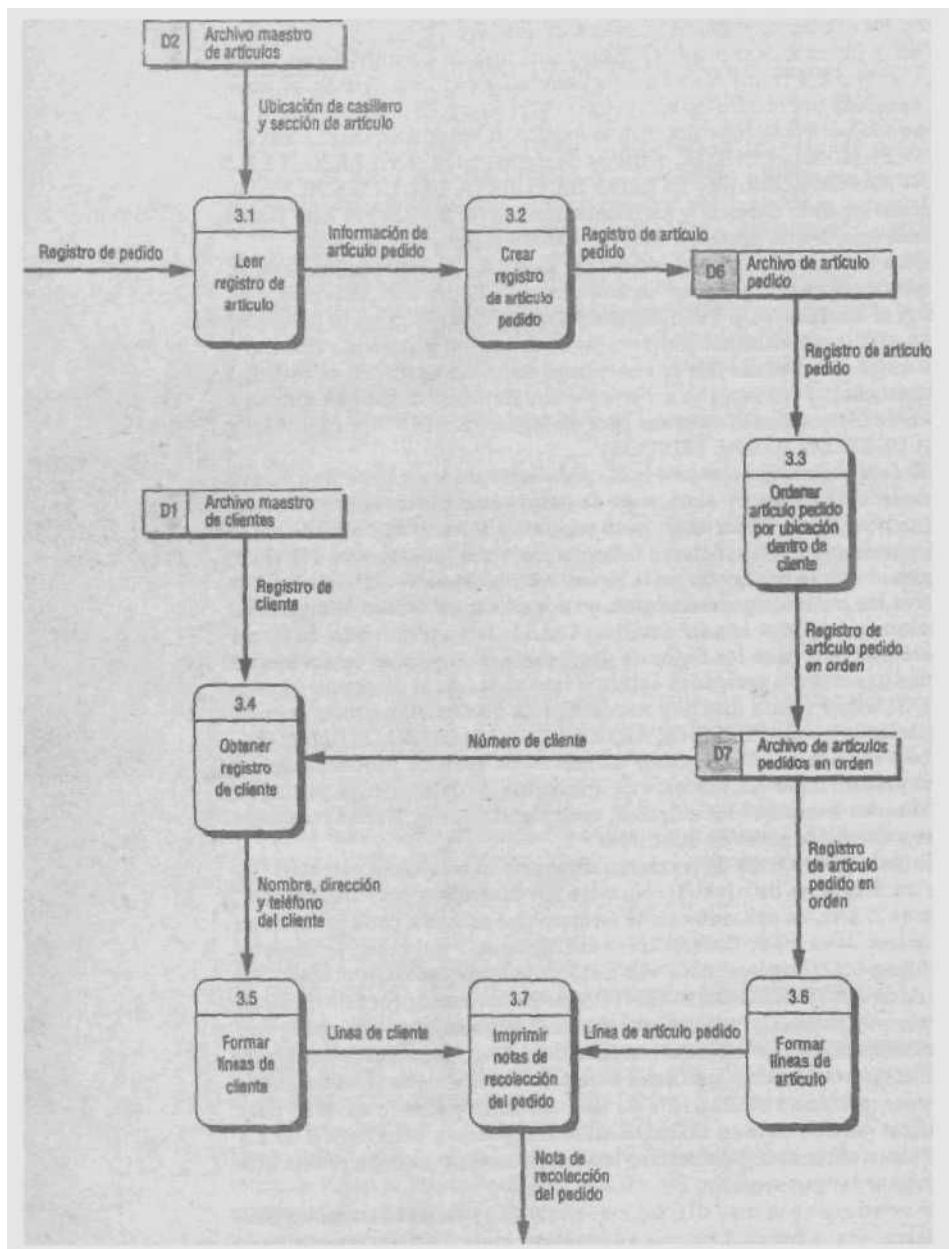 D2
Archivo maestro
de artículos
Ubicación de casillero
y sección de artículo
Registro de pedido
3.1
Leer
registro de
artículo
Información de
artículo pedido
3.2
Crear
registro
de artículo
pedido
Registro de artículo
pedido
D6
Archivo de artículo
pedido
Registro de artículo
pedido
3.3
Ordenar
artículo pedido
por ubicación
dentro de
cliente
D1
Archivo maestro
de clientes
Registro de
cliente
Registro de
artículo pedido
en orden
3.4
Obtener
registro
de cliente
Número de cliente
D7
Archivo de artículos
pedidos en orden
Registro
de artículo
pedido en
orden
Nombre, dirección
y teléfono
del cliente
3.5
Formar
líneas de
cliente
Línea de cliente
3.7
Imprimir
notas de
recolección
del pedido
Línea de artículo pedido
3.6
Formar
líneas de
artículo
Nota de
recolección
del pedido